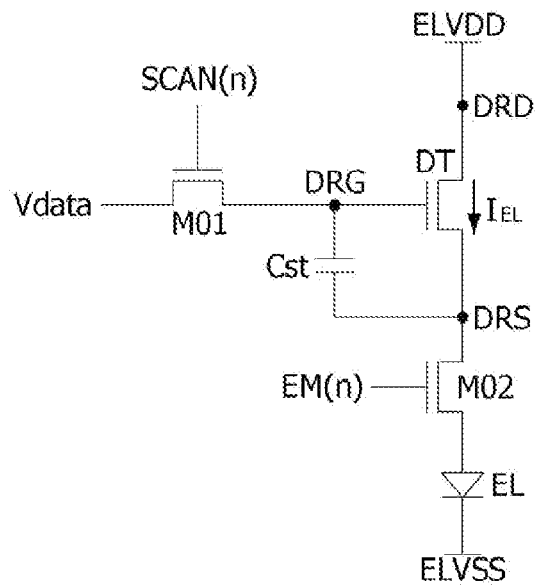 ELVDD
SCAN(n)
DRD
DT
DRG
Vdata
M01
IEL
Cst
DRS
EM(n)
M02
EL
ELVSS